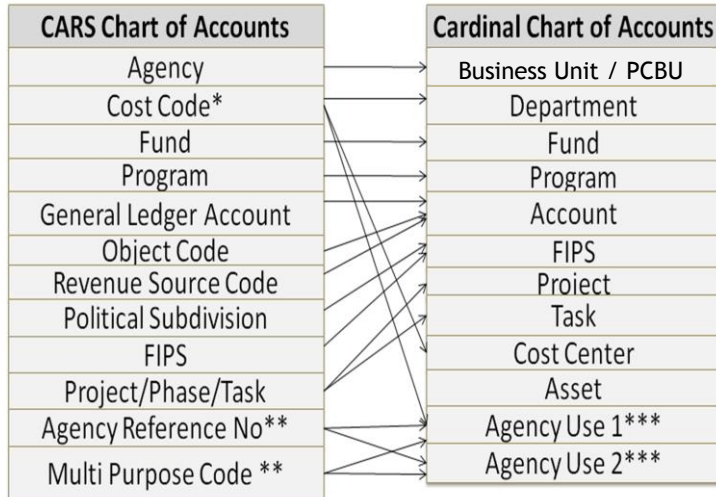 CARS Chart of Accounts
Agency
Cost Code*
Fund
Program
General Ledger Account
Object Code
Revenue Source Code
Political Subdivision
FIPS
Project/Phase/Task
Agency Reference No**
Multi Purpose Code **
Cardinal Chart of Accounts
Business Unit / PCBU
Department
Fund
Program
Account
FIPS
Project
Task
Cost Center
Asset
Agency Use 1***
Agency Use 2***